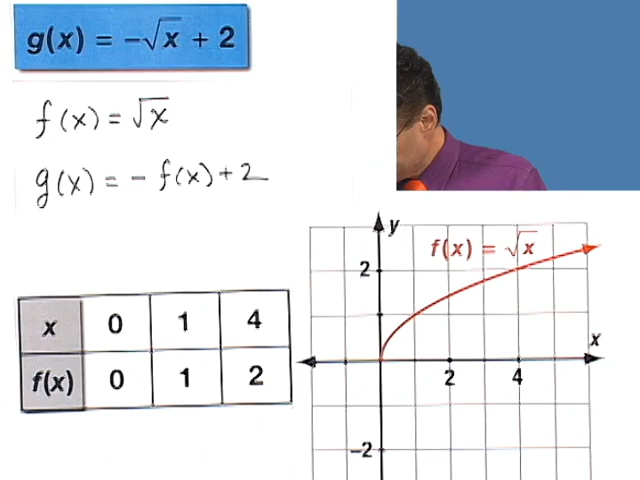 g(x) = −√x + 2
f(x) = √x
g(x) = − f(x) + 2
x 0 1 4
f(x) 0 1 2
y
f(x) = √x
2
x
2 4
−2